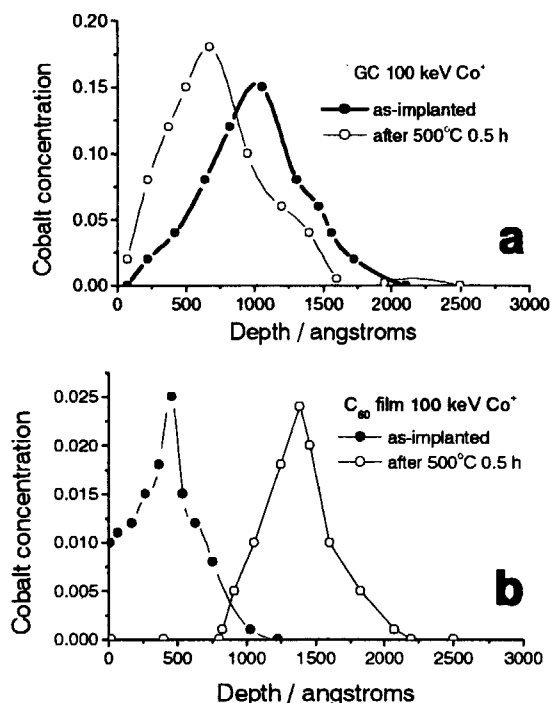 0.20
0.15
0.10
0.05
0.00
Cobalt concentration
GC 100 keV Co⁺
as-implanted
after 500°C 0.5 h
a
0 500 1000 1500 2000 2500 3000
Depth / angstroms
0.025
0.020
0.015
0.010
0.005
0.000
Cobalt concentration
C₆₀ film 100 keV Co⁺
as-implanted
after 500°C 0.5 h
b
0 500 1000 1500 2000 2500 3000
Depth / angstroms